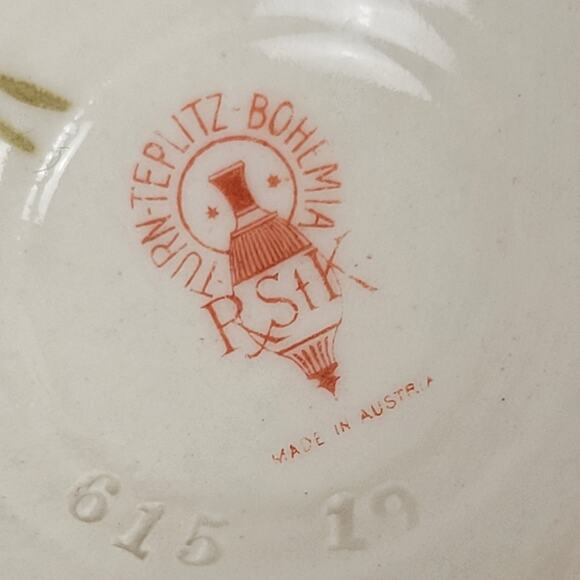 TURN-TEPLITZ-BOHEMIA
RStK
MADE IN AUSTRIA
615 19